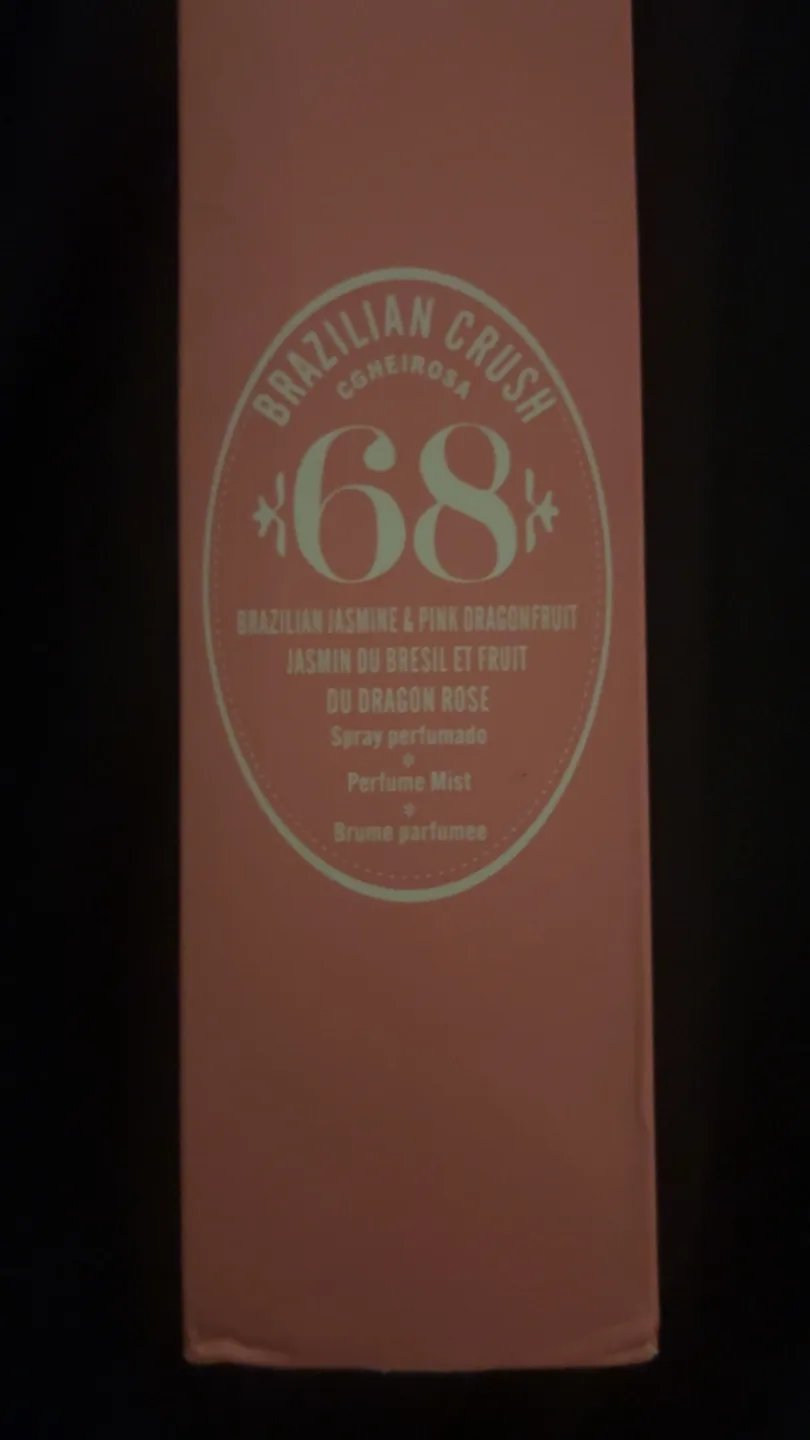 BRAZILIAN CRUSH
CGHEIROSA
68
BRAZILIAN JASMINE & PINK DRAGONFRUIT
JASMIN DU BRESIL ET FRUIT
DU DRAGON ROSE
Spray perfumado
Perfume Mist
Brume parfumee